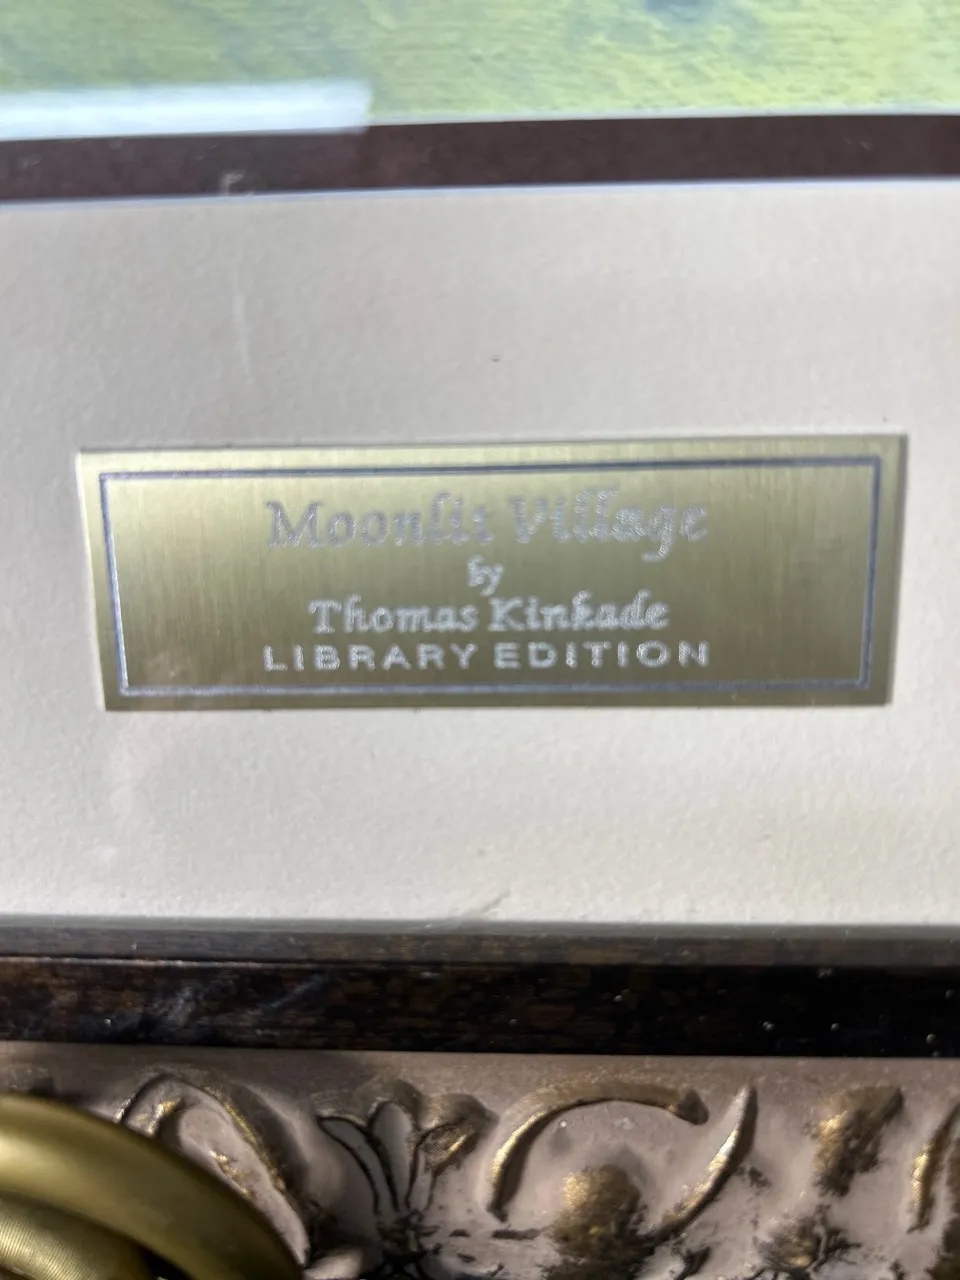 Moonlit Village
by
Thomas Kinkade
LIBRARY EDITION